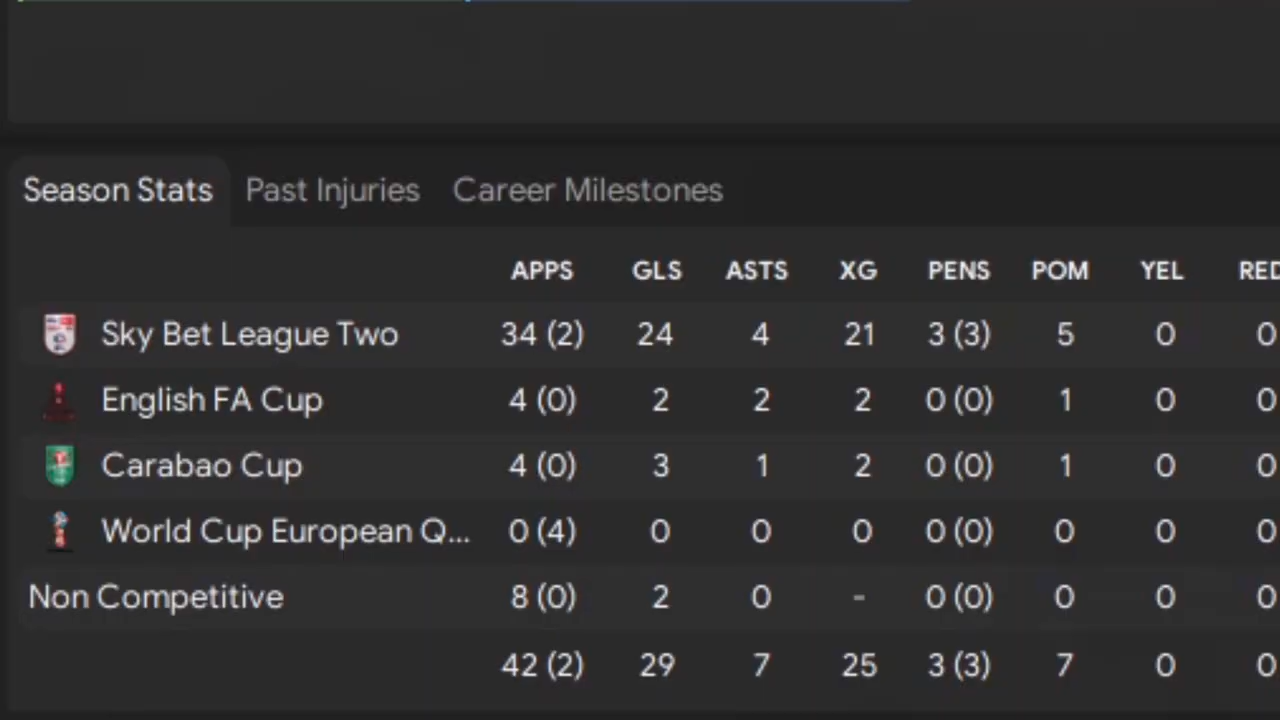 Season Stats Past Injuries Career Milestones
APPS GLS ASTS XG PENS POM YEL RED
Sky Bet League Two 34 (2) 24 4 21 3 (3) 5 0 0
English FA Cup 4 (0) 2 2 2 0 (0) 1 0 0
Carabao Cup 4 (0) 3 1 2 0 (0) 1 0 0
World Cup European Q... 0 (4) 0 0 0 0 (0) 0 0 0
Non Competitive 8 (0) 2 0 - 0 (0) 0 0 0
42 (2) 29 7 25 3 (3) 7 0 0